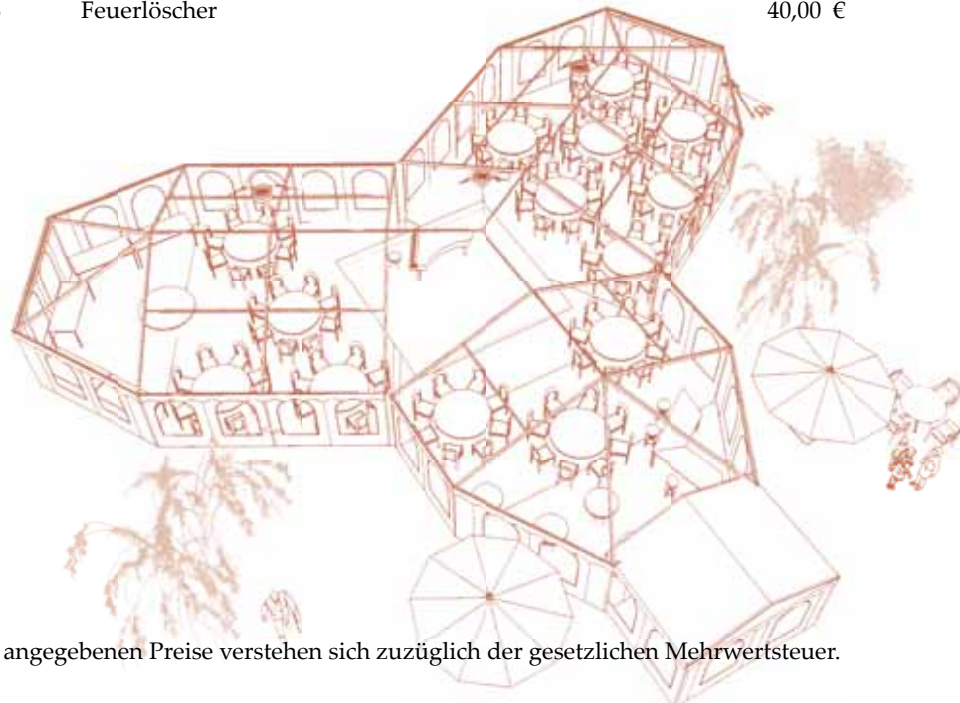 Feuerlöscher 40,00 €
angegebenen Preise verstehen sich zuzüglich der gesetzlichen Mehrwertsteuer.